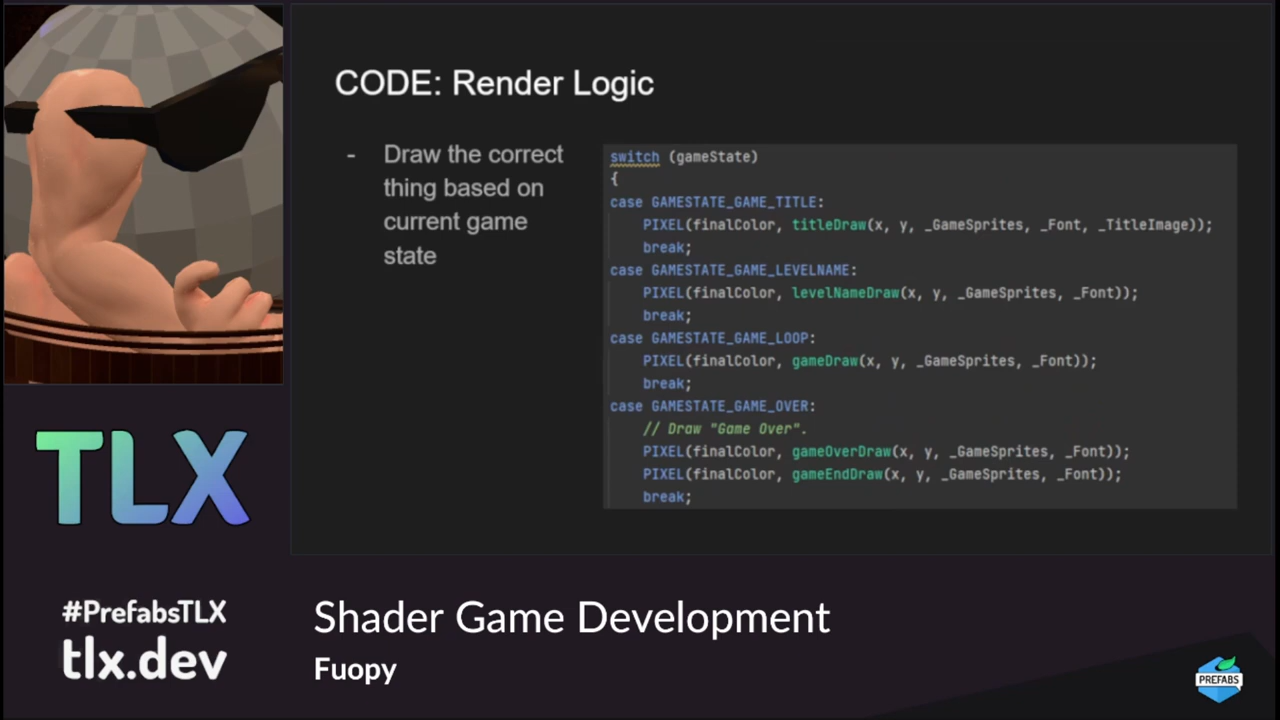 CODE: Render Logic
- Draw the correct
thing based on
current game
state
switch (gameState)
{
case GAMESTATE_GAME_TITLE:
PIXEL(finalColor, titleDraw(x, y, _GameSprites, _Font, _TitleImage));
break;
case GAMESTATE_GAME_LEVELNAME:
PIXEL(finalColor, levelNameDraw(x, y, _GameSprites, _Font));
break;
case GAMESTATE_GAME_LOOP:
PIXEL(finalColor, gameDraw(x, y, _GameSprites, _Font));
break;
case GAMESTATE_GAME_OVER:
// Draw "Game Over".
PIXEL(finalColor, gameOverDraw(x, y, _GameSprites, _Font));
PIXEL(finalColor, gameEndDraw(x, y, _GameSprites, _Font));
break;
TLX
#PrefabsTLX
tlx.dev
Shader Game Development
Fuopy
PREFABS